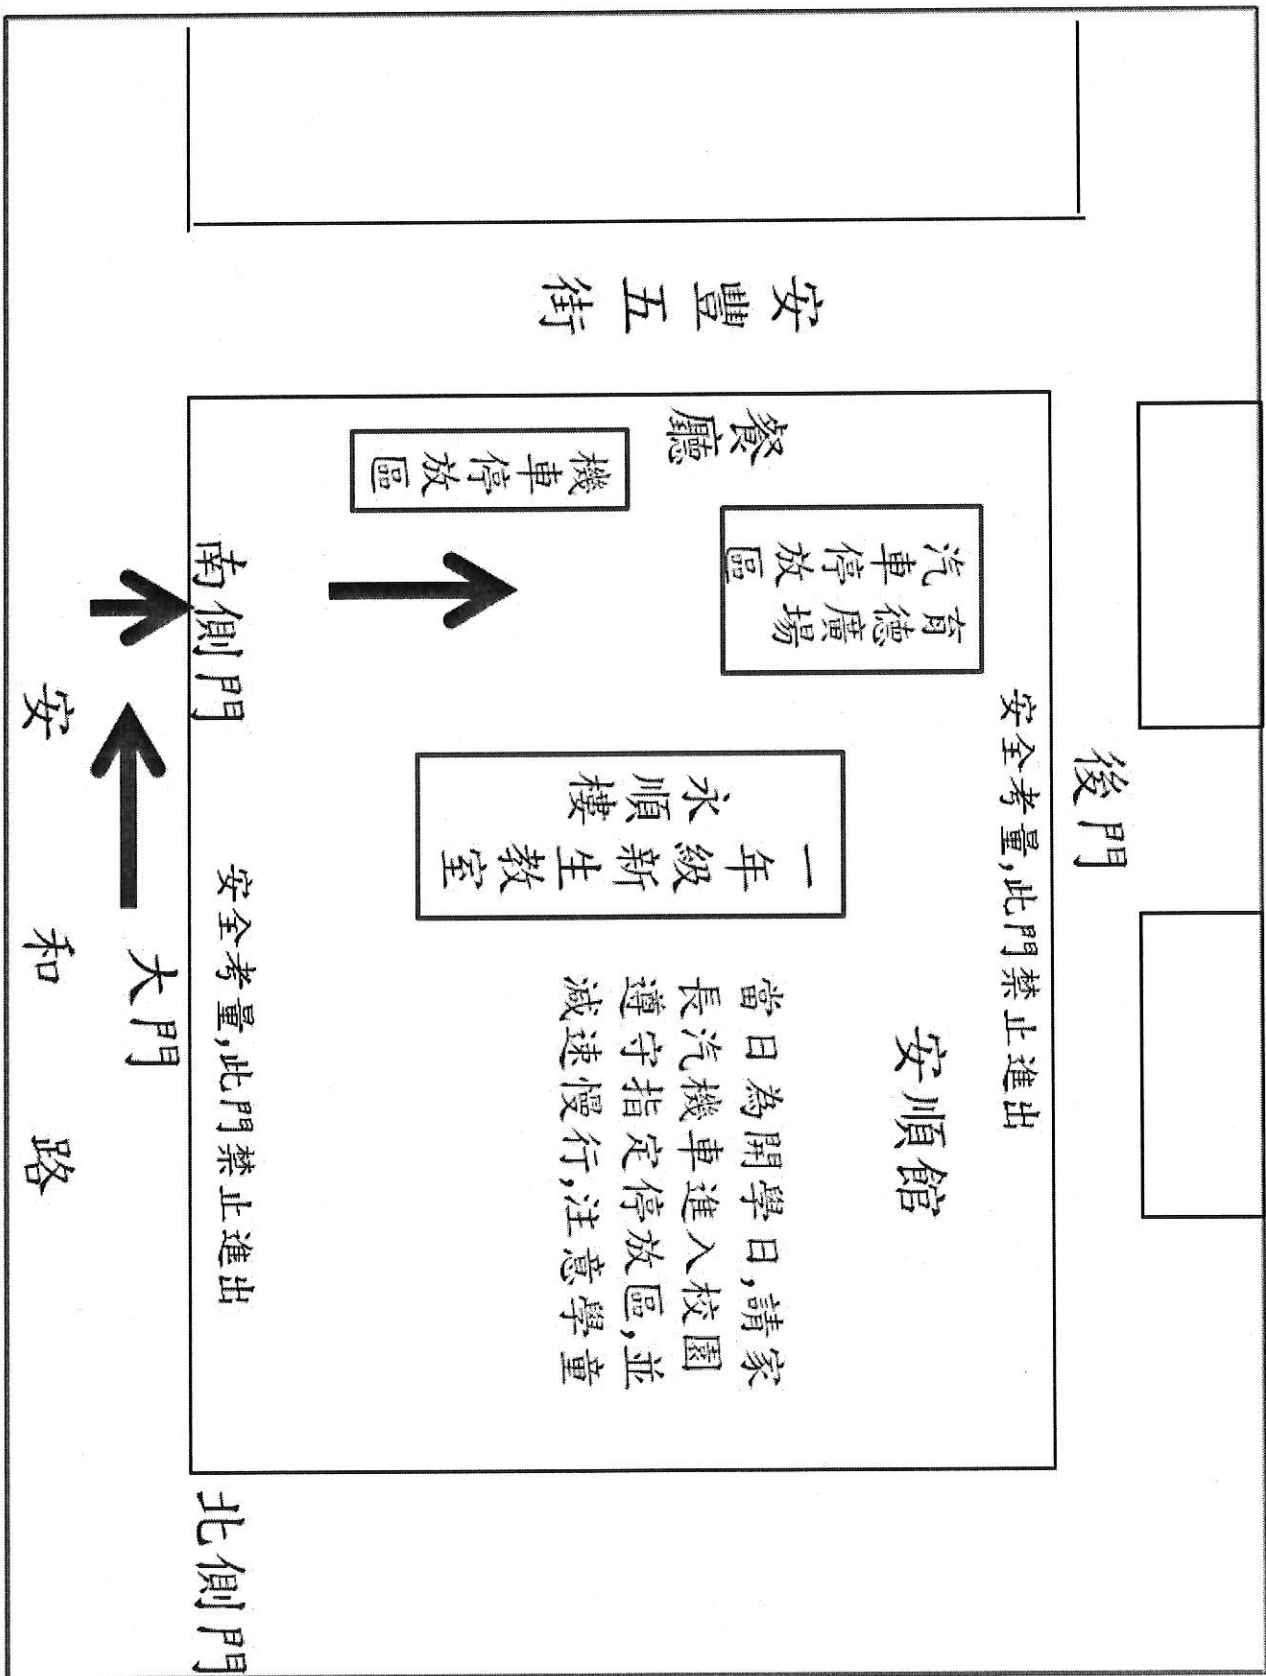 後門
安全考量,此門禁止進出
安順館
育德廣場
汽車停放區
餐廳
安豐五街
一年級新生教室
永順樓
當日為開學日,請家
長汽機車進入校園
遵守指定停放區,並
減速慢行,注意學童
機車停放區
南側門
安全考量,此門禁止進出
北側門
大門
安和路